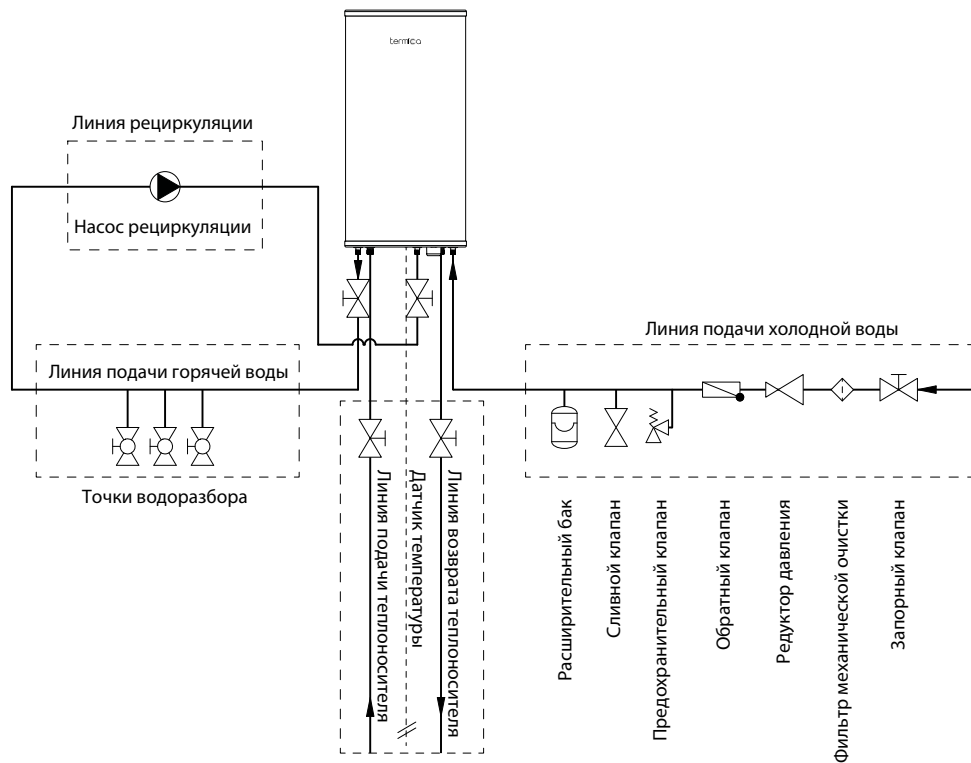 termica
Линия рециркуляции
Насос рециркуляции
Линия подачи холодной воды
Линия подачи горячей воды
Точки водоразбора
Линия подачи теплоносителя
Датчик температуры
Линия возврата теплоносителя
Расширительный бак
Сливной клапан
Предохранительный клапан
Обратный клапан
Редуктор давления
Фильтр механической очистки
Запорный клапан